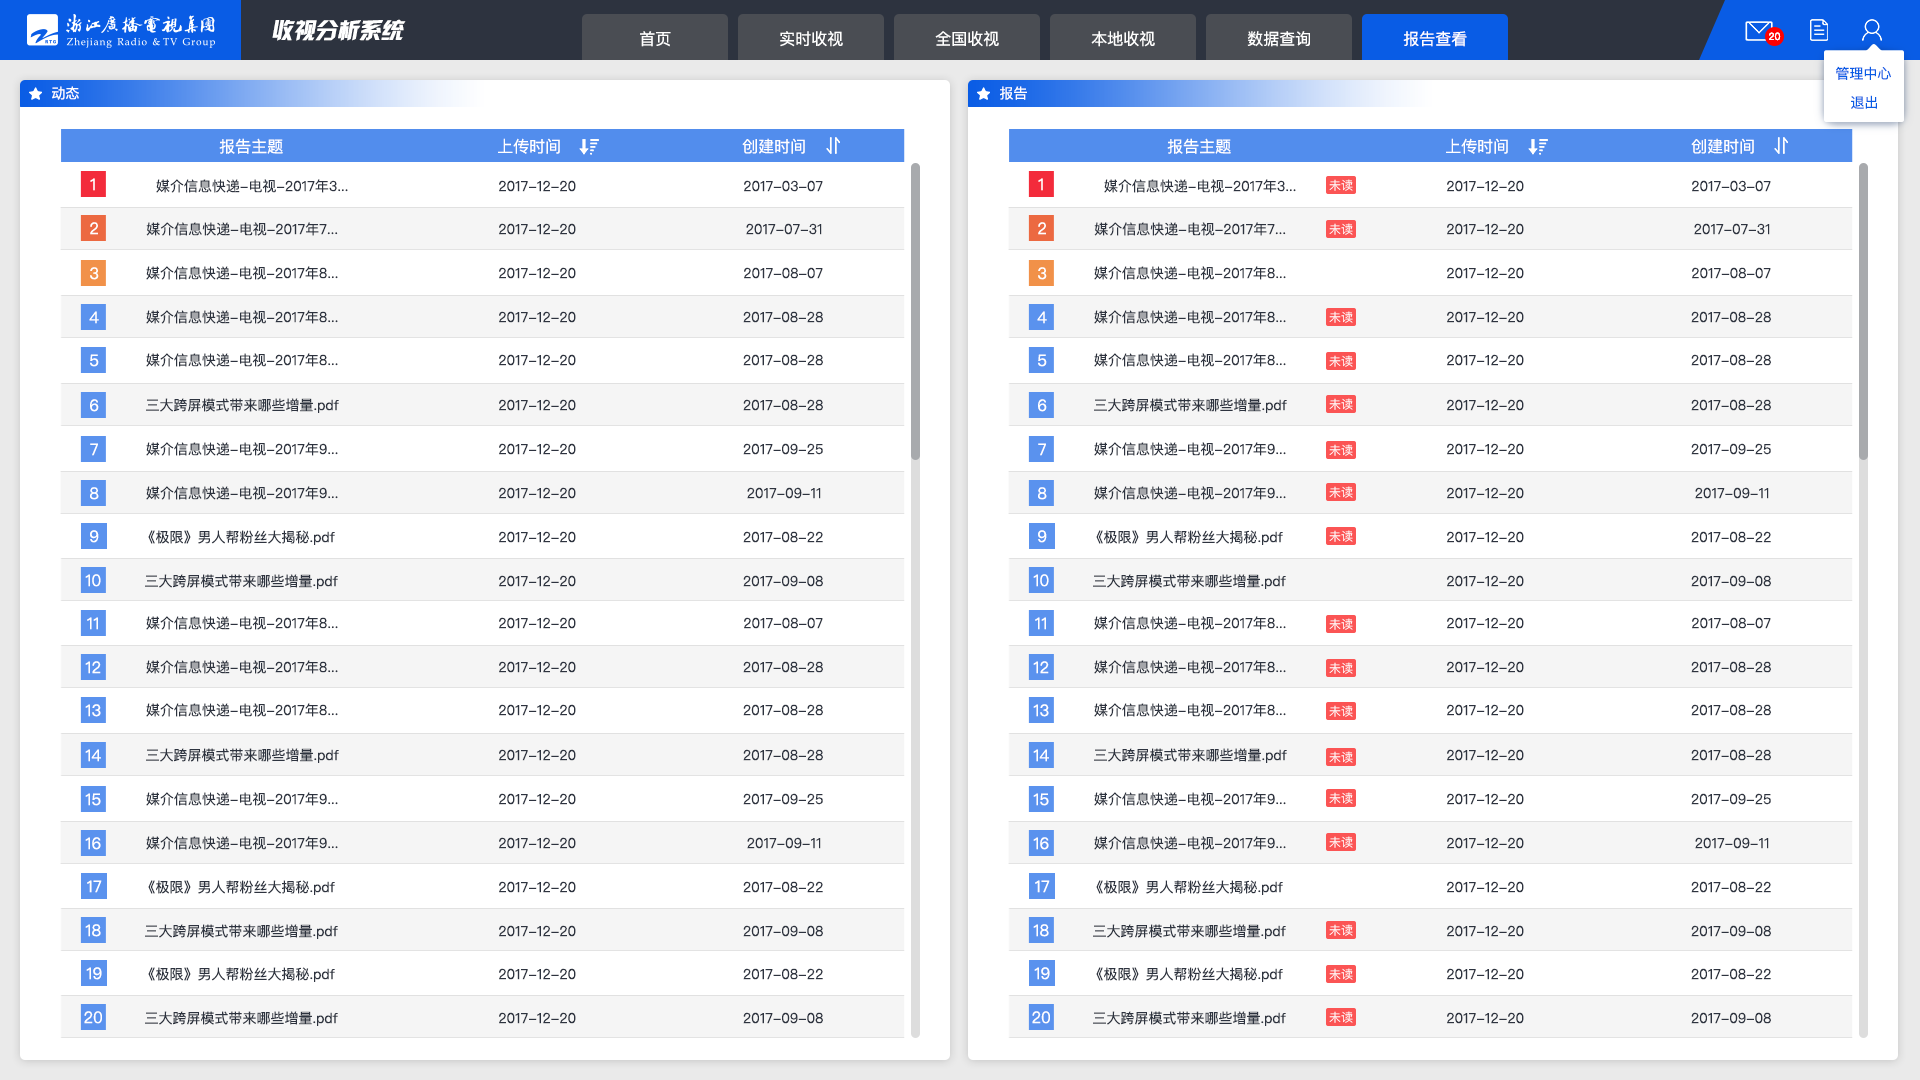 浙江廣播電視集團
Zhejiang Radio & TV Group
收视分析系统
首页
实时收视
全国收视
本地收视
数据查询
报告查看
20
管理中心
退出
动态
报告主题 上传时间 创建时间
1 媒介信息快递–电视–2017年3... 2017–12–20 2017–03–07
2 媒介信息快递–电视–2017年7... 2017–12–20 2017–07–31
3 媒介信息快递–电视–2017年8... 2017–12–20 2017–08–07
4 媒介信息快递–电视–2017年8... 2017–12–20 2017–08–28
5 媒介信息快递–电视–2017年8... 2017–12–20 2017–08–28
6 三大跨屏模式带来哪些增量.pdf 2017–12–20 2017–08–28
7 媒介信息快递–电视–2017年9... 2017–12–20 2017–09–25
8 媒介信息快递–电视–2017年9... 2017–12–20 2017–09–11
9 《极限》男人帮粉丝大揭秘.pdf 2017–12–20 2017–08–22
10 三大跨屏模式带来哪些增量.pdf 2017–12–20 2017–09–08
11 媒介信息快递–电视–2017年8... 2017–12–20 2017–08–07
12 媒介信息快递–电视–2017年8... 2017–12–20 2017–08–28
13 媒介信息快递–电视–2017年8... 2017–12–20 2017–08–28
14 三大跨屏模式带来哪些增量.pdf 2017–12–20 2017–08–28
15 媒介信息快递–电视–2017年9... 2017–12–20 2017–09–25
16 媒介信息快递–电视–2017年9... 2017–12–20 2017–09–11
17 《极限》男人帮粉丝大揭秘.pdf 2017–12–20 2017–08–22
18 三大跨屏模式带来哪些增量.pdf 2017–12–20 2017–09–08
19 《极限》男人帮粉丝大揭秘.pdf 2017–12–20 2017–08–22
20 三大跨屏模式带来哪些增量.pdf 2017–12–20 2017–09–08
报告
报告主题 上传时间 创建时间
1 媒介信息快递–电视–2017年3... 未读 2017–12–20 2017–03–07
2 媒介信息快递–电视–2017年7... 未读 2017–12–20 2017–07–31
3 媒介信息快递–电视–2017年8... 2017–12–20 2017–08–07
4 媒介信息快递–电视–2017年8... 未读 2017–12–20 2017–08–28
5 媒介信息快递–电视–2017年8... 未读 2017–12–20 2017–08–28
6 三大跨屏模式带来哪些增量.pdf 未读 2017–12–20 2017–08–28
7 媒介信息快递–电视–2017年9... 未读 2017–12–20 2017–09–25
8 媒介信息快递–电视–2017年9... 未读 2017–12–20 2017–09–11
9 《极限》男人帮粉丝大揭秘.pdf 未读 2017–12–20 2017–08–22
10 三大跨屏模式带来哪些增量.pdf 2017–12–20 2017–09–08
11 媒介信息快递–电视–2017年8... 未读 2017–12–20 2017–08–07
12 媒介信息快递–电视–2017年8... 未读 2017–12–20 2017–08–28
13 媒介信息快递–电视–2017年8... 未读 2017–12–20 2017–08–28
14 三大跨屏模式带来哪些增量.pdf 未读 2017–12–20 2017–08–28
15 媒介信息快递–电视–2017年9... 未读 2017–12–20 2017–09–25
16 媒介信息快递–电视–2017年9... 未读 2017–12–20 2017–09–11
17 《极限》男人帮粉丝大揭秘.pdf 2017–12–20 2017–08–22
18 三大跨屏模式带来哪些增量.pdf 未读 2017–12–20 2017–09–08
19 《极限》男人帮粉丝大揭秘.pdf 未读 2017–12–20 2017–08–22
20 三大跨屏模式带来哪些增量.pdf 未读 2017–12–20 2017–09–08